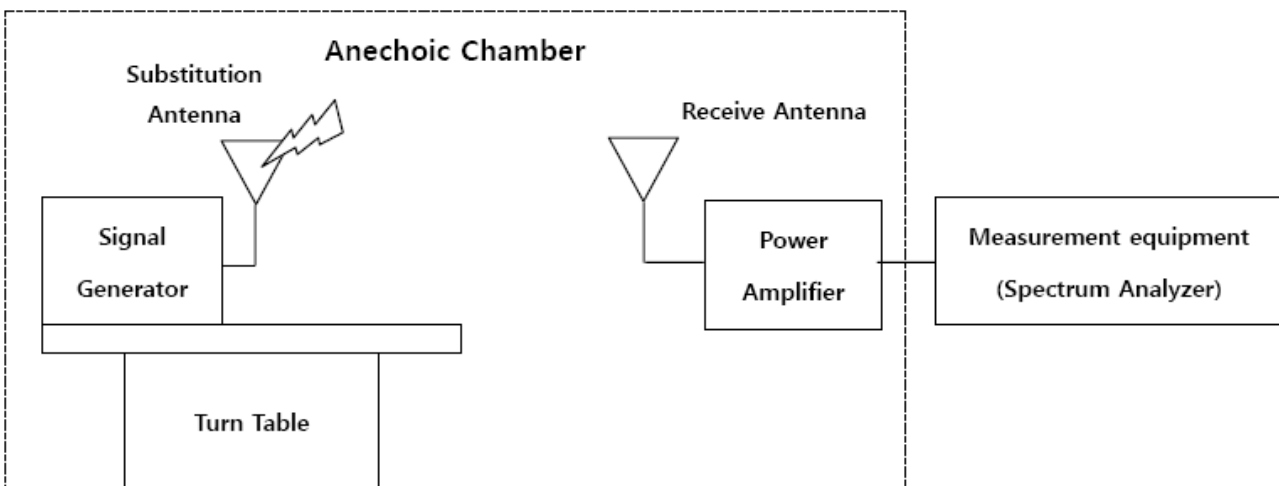 Anechoic Chamber
Substitution
Antenna
Receive Antenna
Signal
Generator
Power
Amplifier
Measurement equipment
(Spectrum Analyzer)
Turn Table